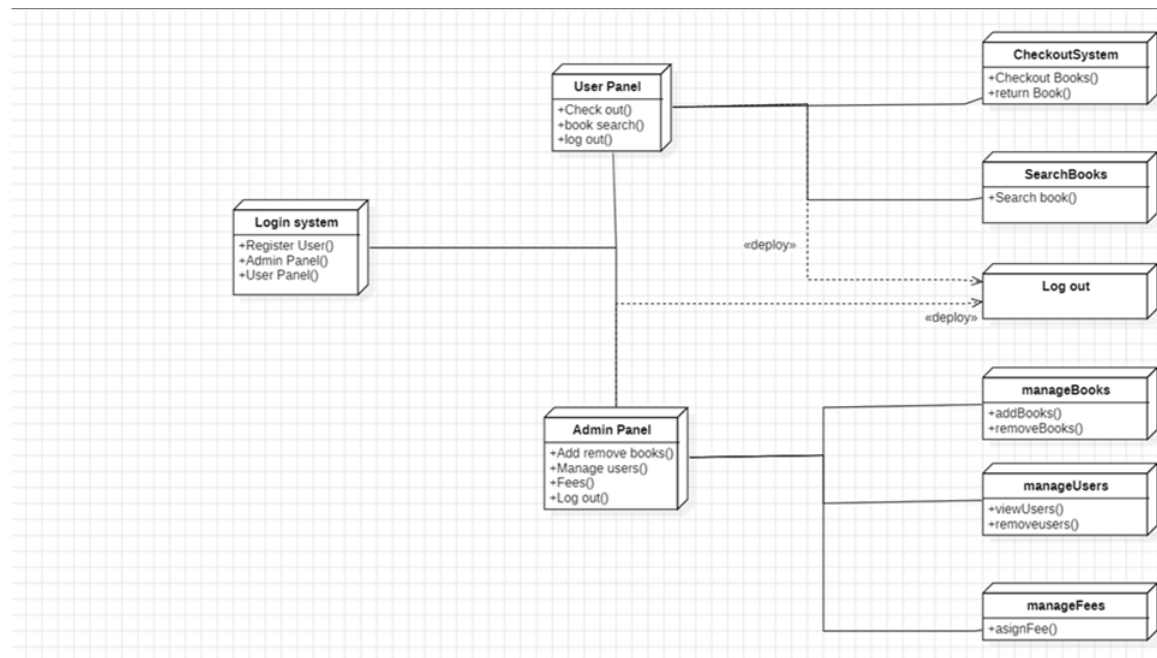 CheckoutSystem
+Checkout Books()
+return Book()
User Panel
+Check out()
+book search()
+log out()
SearchBooks
+Search book()
Login system
+Register User()
+Admin Panel()
+User Panel()
«deploy»
Log out
«deploy»
manageBooks
+addBooks()
+removeBooks()
Admin Panel
+Add remove books()
+Manage users()
+Fees()
+Log out()
manageUsers
+viewUsers()
+removeusers()
manageFees
+asignFee()